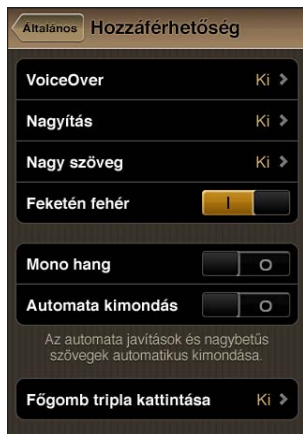 Általános Hozzáférhetőség
VoiceOver Ki
Nagyítás Ki
Nagy szöveg Ki
Feketén fehér
Mono hang
Automata kimondás
Az automata javítások és nagybetűs
szövegek automatikus kimondása.
Főgomb tripla kattintása Ki